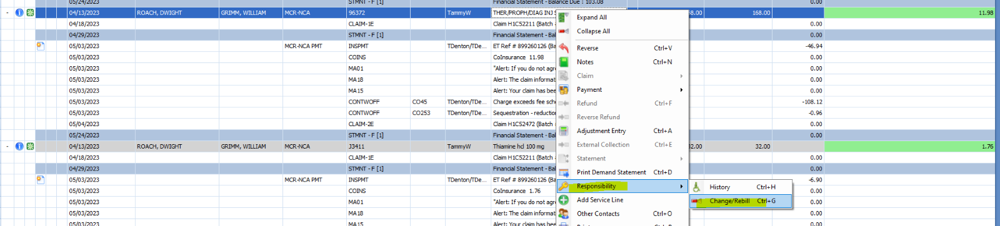 05/24/2023 STMNT - F [1] Financial Statement - Balance Due : 103.08 0.00
- 04/13/2023 ROACH, DWIGHT GRIMM, WILLIAM MCR-NCA 96372 TammyW THER/PROPH/DIAG INJ 8.00 168.00 11.98
04/18/2023 CLAIM-1E Claim H1C52211 (Batch 0.00
04/29/2023 STMNT - F [1] Financial Statement - Bal 0.00
05/03/2023 MCR-NCA PMT INSPMT TDenton/TDe... ET Ref # 899260126 (Ba -46.94
05/03/2023 COINS CoInsurance 11.98 0.00
05/03/2023 MA01 "Alert: If you do not agre 0.00
05/03/2023 MA18 Alert: The claim informat 0.00
05/03/2023 MA15 Alert: Your claim has bee 0.00
05/03/2023 CONTWOFF CO45 TDenton/TDe... Charge exceeds fee sch -108.12
05/03/2023 CONTWOFF CO253 TDenton/TDe... Sequestration - reduction -0.96
05/03/2023 CLAIM-2E Claim H1C52472 (Batch 0.00
05/24/2023 STMNT - F [1] Financial Statement - Bal 0.00
- 04/13/2023 ROACH, DWIGHT GRIMM, WILLIAM MCR-NCA J3411 TammyW Thiamine hcl 100 mg 32.00 32.00 1.76
04/18/2023 CLAIM-1E Claim H1C52211 (Batch 0.00
04/29/2023 STMNT - F [1] Financial Statement - Bal 0.00
05/03/2023 MCR-NCA PMT INSPMT TDenton/TDe... ET Ref # 899260126 (Ba -6.90
05/03/2023 COINS CoInsurance 1.76 0.00
05/03/2023 MA01 "Alert: If you do not agre 0.00
05/03/2023 MA18 Alert: The claim informat 0.00
05/03/2023 MA15 Alert: Your claim has bee 0.00
Expand All
Collapse All
Reverse Ctrl+V
Notes Ctrl+N
Claim
Payment
Refund Ctrl+F
Reverse Refund
Adjustment Entry Ctrl+A
External Collection Ctrl+E
Statement
Print Demand Statement Ctrl+D
Responsibility
Add Service Line
Other Contacts Ctrl+O
History Ctrl+H
Change/Rebill Ctrl+G